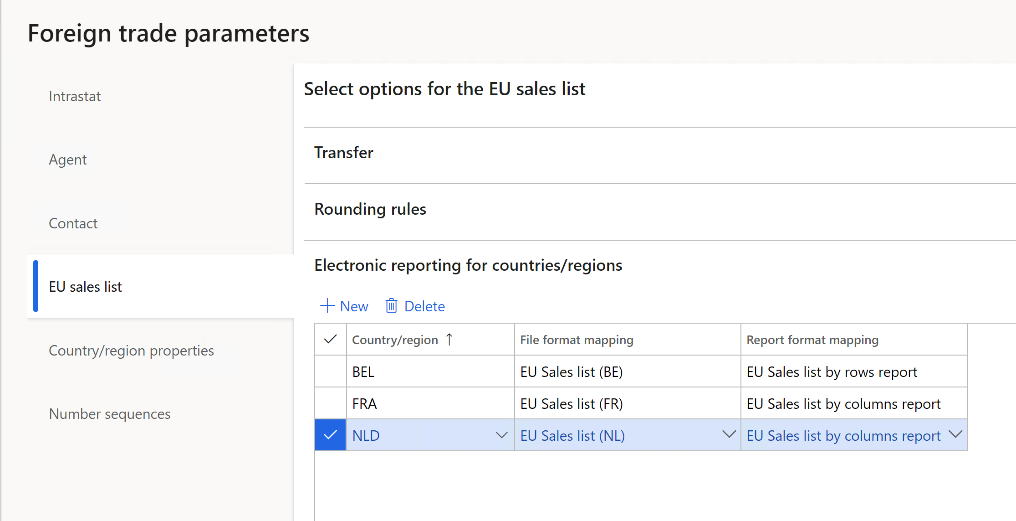 Foreign trade parameters
Intrastat
Agent
Contact
EU sales list
Country/region properties
Number sequences
Select options for the EU sales list
Transfer
Rounding rules
Electronic reporting for countries/regions
New Delete
Country/region ↑ File format mapping Report format mapping
BEL EU Sales list (BE) EU Sales list by rows report
FRA EU Sales list (FR) EU Sales list by columns report
NLD EU Sales list (NL) EU Sales list by columns report